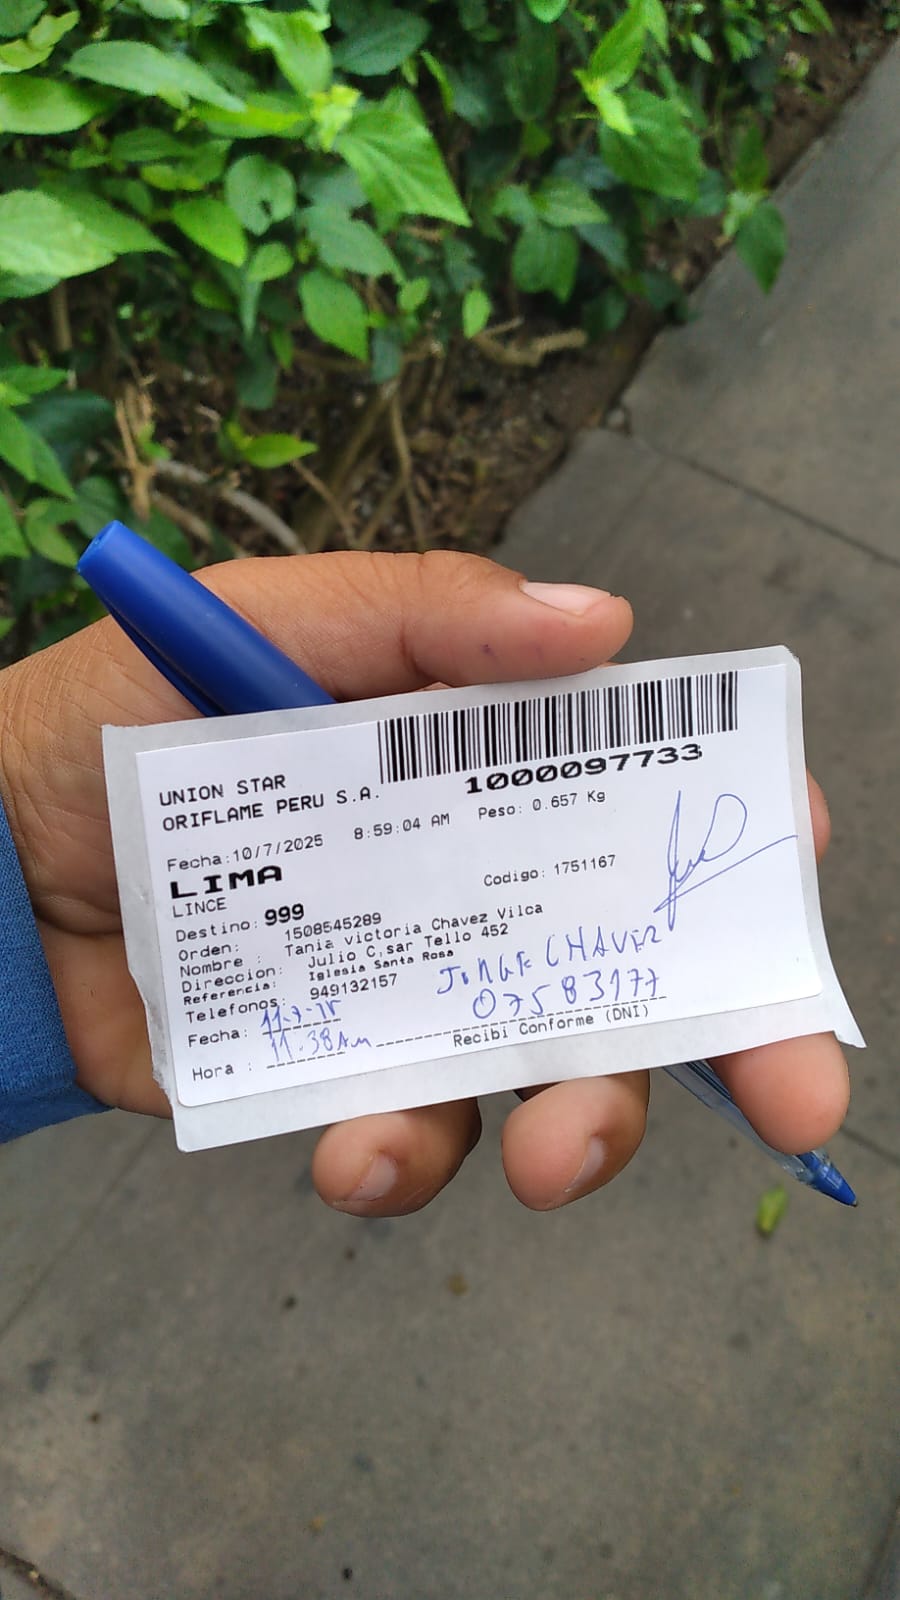 UNION STAR
ORIFLAME PERU S.A.
1000097733
Fecha:10/7/2025 8:59:04 AM Peso: 0.657 Kg
LIMA
LINCE
Codigo: 1751167
Destino: 999
Orden: 1508545289
Nombre : Tania Victoria Chavez Vilca
Direccion: Julio C,sar Tello 452
Referencia: Iglesia Santa Rosa
Telefonos: 949132157
JORGE CHAVEZ
Fecha: 11-7-25
07583177
Hora : 11:38 Am
Recibi Conforme (DNI)